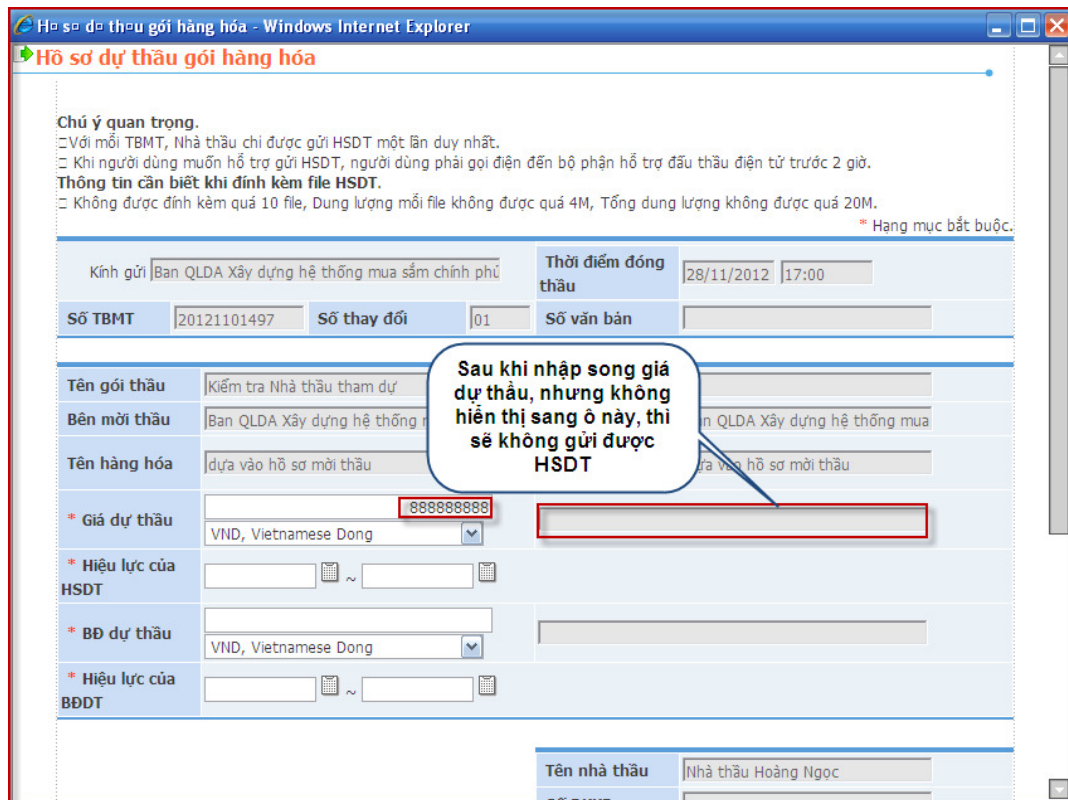 Hå s¬ dù thÇu gói hàng hóa - Windows Internet Explorer
Hồ sơ dự thầu gói hàng hóa
Chú ý quan trọng.
□Với mỗi TBMT, Nhà thầu chỉ được gửi HSDT một lần duy nhất.
□ Khi người dùng muốn hỗ trợ gửi HSDT, người dùng phải gọi điện đến bộ phận hỗ trợ đấu thầu điện tử trước 2 giờ.
Thông tin cần biết khi đính kèm file HSDT.
□ Không được đính kèm quá 10 file, Dung lượng mỗi file không được quá 4M, Tổng dung lượng không được quá 20M.
* Hạng mục bắt buộc.
Kính gửi Ban QLDA Xây dựng hệ thống mua sắm chính phủ Thời điểm đóng thầu 28/11/2012 17:00
Số TBMT 20121101497 Số thay đổi 01 Số văn bản
Sau khi nhập song giá
dự thầu, nhưng không
hiển thị sang ô này, thì
sẽ không gửi được
HSDT
Tên gói thầu Kiểm tra Nhà thầu tham dự
Bên mời thầu Ban QLDA Xây dựng hệ thống QLDA Xây dựng hệ thống mua
Tên hàng hóa dựa vào hồ sơ mời thầu vào hồ sơ mời thầu
* Giá dự thầu 888888888
VND, Vietnamese Dong
* Hiệu lực của
HSDT ~
* BĐ dự thầu
VND, Vietnamese Dong
* Hiệu lực của
BĐDT ~
Tên nhà thầu Nhà thầu Hoàng Ngọc